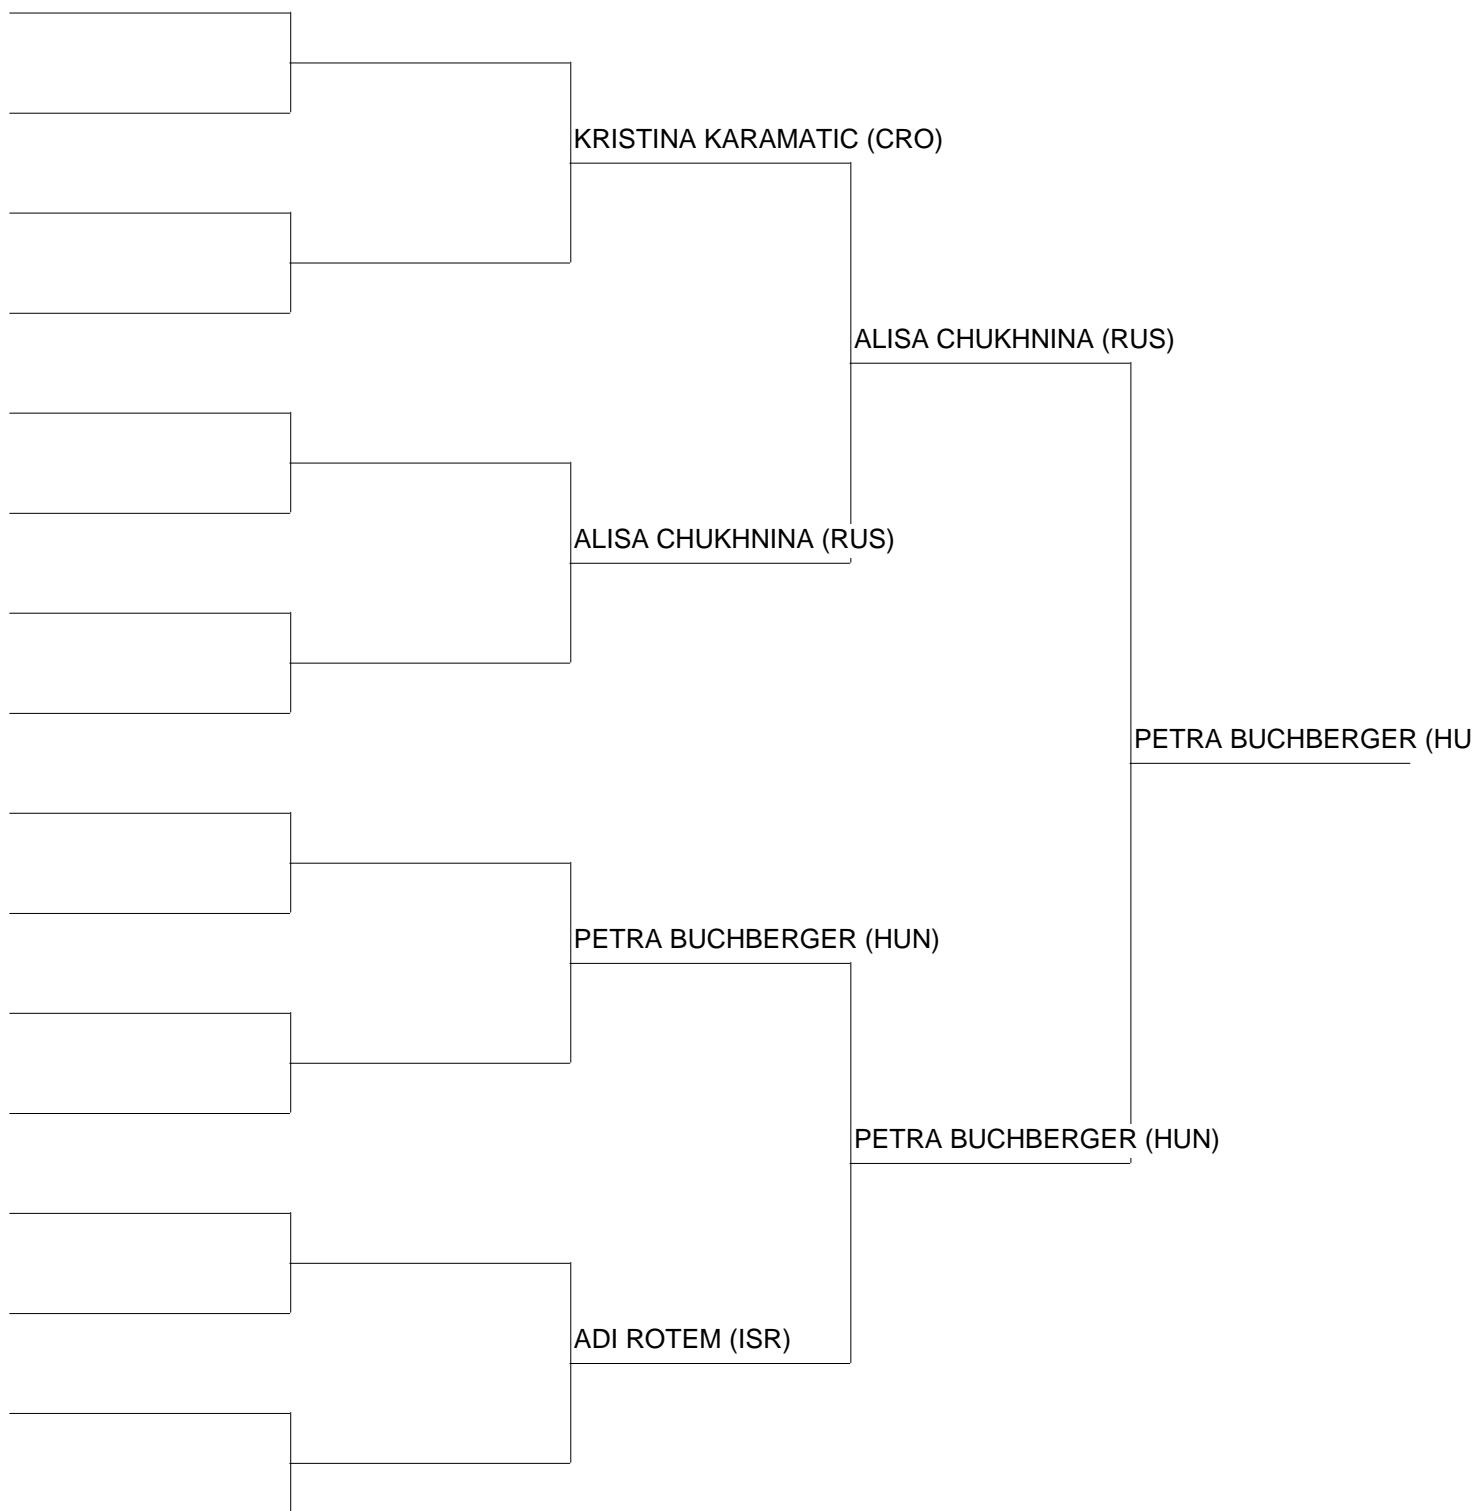 KRISTINA KARAMATIC (CRO)
ALISA CHUKHNINA (RUS)
ALISA CHUKHNINA (RUS)
PETRA BUCHBERGER (HU
PETRA BUCHBERGER (HUN)
PETRA BUCHBERGER (HUN)
ADI ROTEM (ISR)